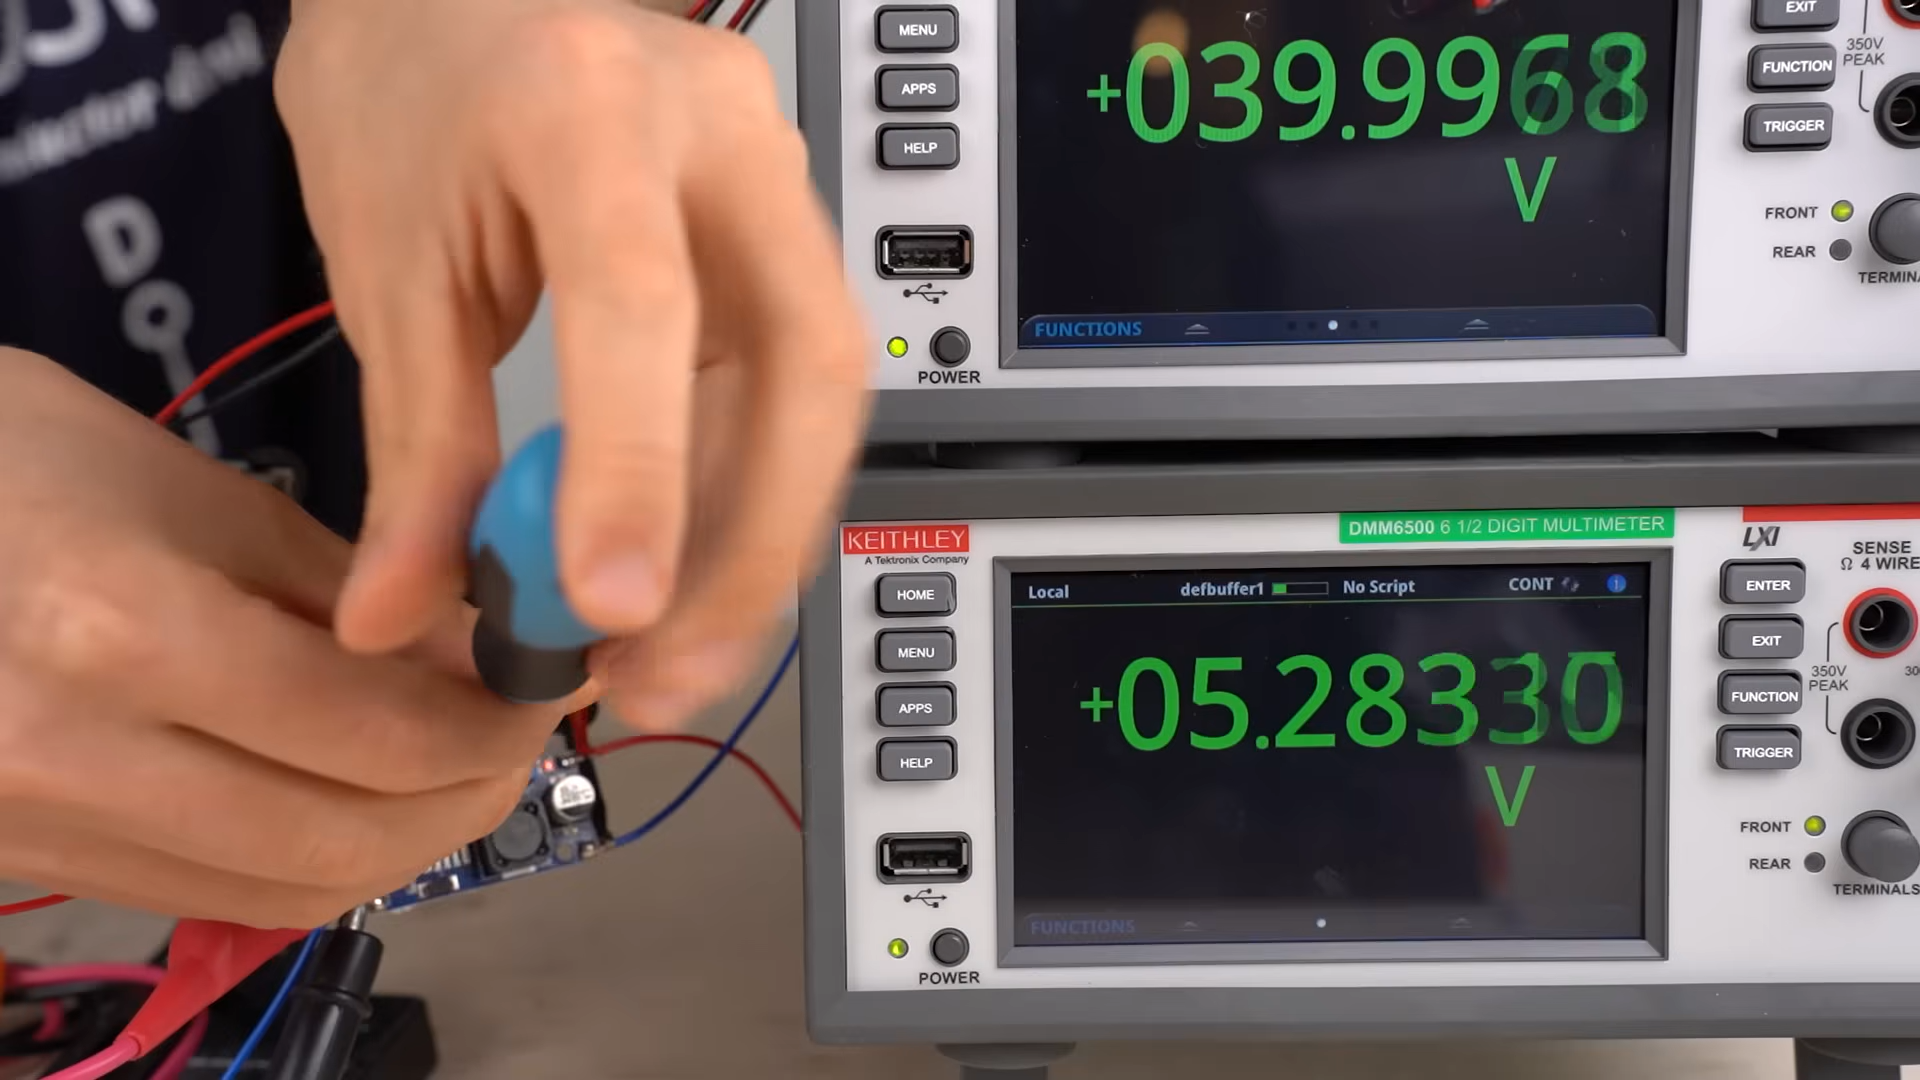 MENU
APPS
HELP
+039.9968
V
EXIT
FUNCTION
TRIGGER
350V
PEAK
FRONT
REAR
FUNCTIONS
POWER
KEITHLEY
A Tektronix Company
DMM6500 6 1/2 DIGIT MULTIMETER
LXI
SENSE
Ω 4 WIRE
HOME
MENU
APPS
HELP
Local
defbuffer1
No Script
CONT
+05.28330
V
ENTER
EXIT
FUNCTION
TRIGGER
350V
PEAK
FRONT
REAR
TERMINALS
FUNCTIONS
POWER